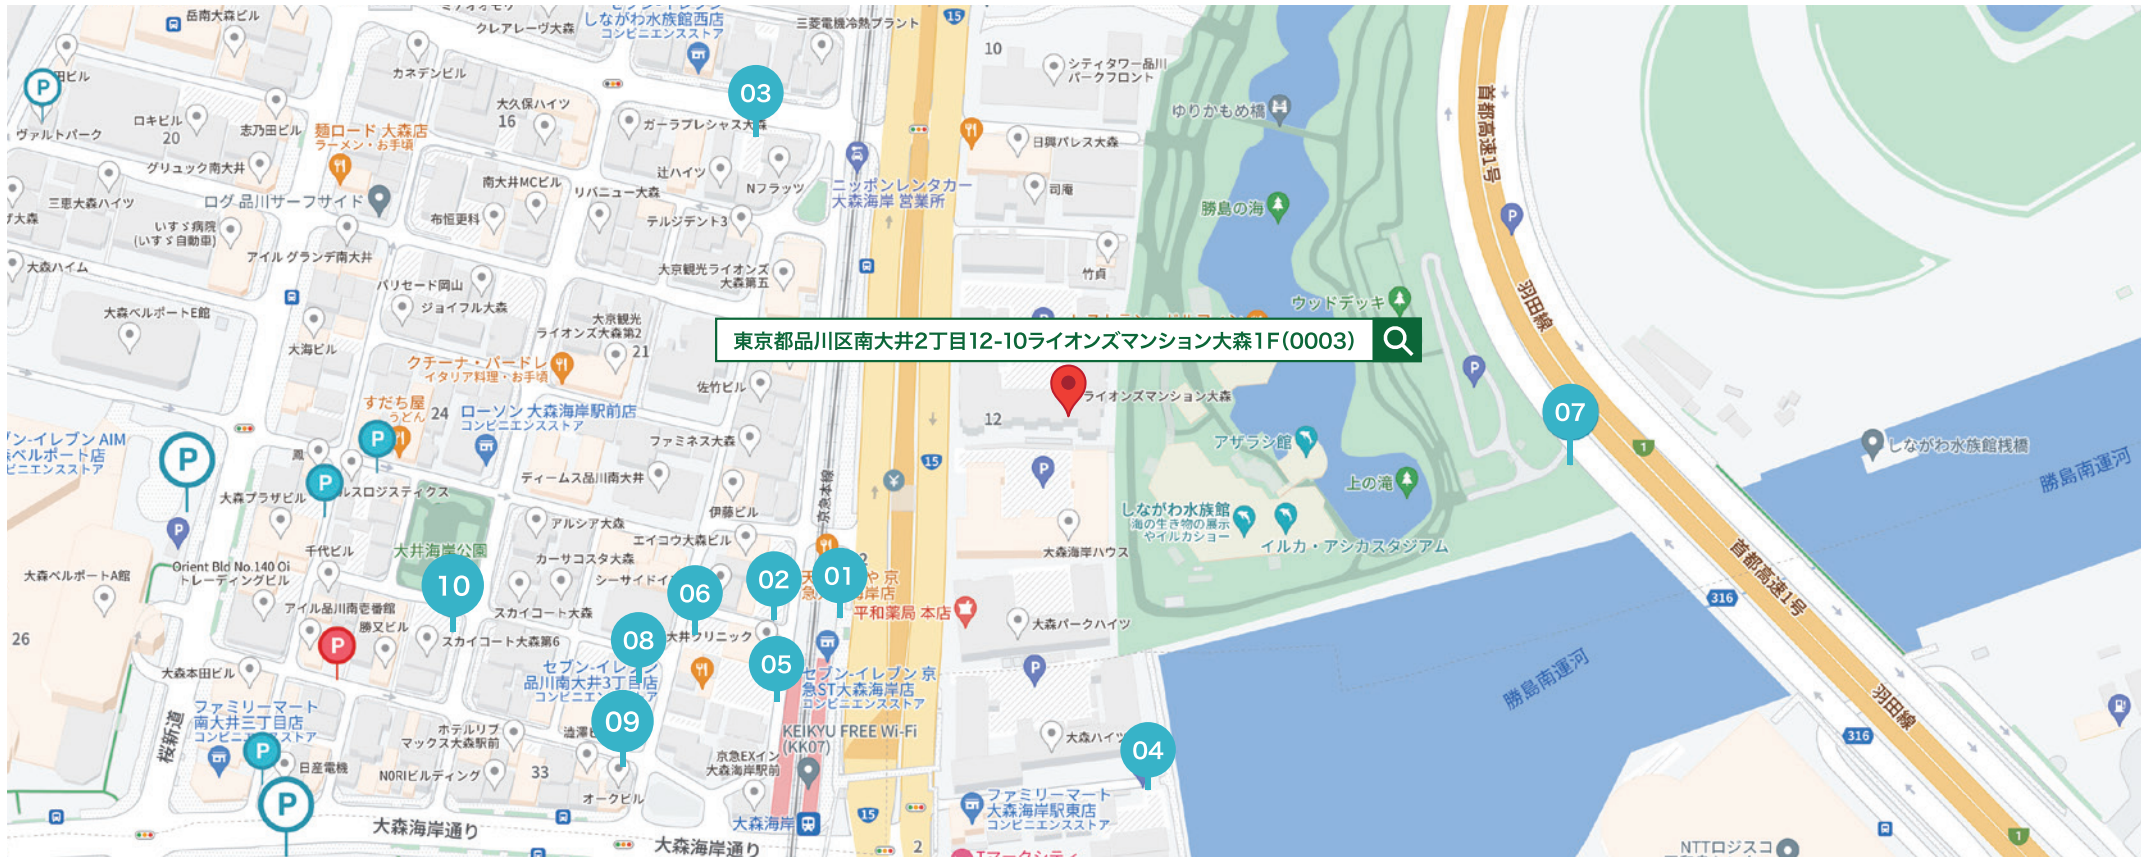 岳南大森ビル
クレアレーヴ大森
しながわ水族館西店
コンビニエンスストア
三菱電機冷熱プラント
15
10
シティタワー品川
パークフロント
田ビル
カネデンビル
03
ゆりかもめ橋
首都高速1号
P
ヴァルトパーク
ロキビル
20
志乃田ビル
麺ロード 大森店
ラーメン・お手頃
大久保ハイツ
16
ガーラプレシャス大森
日興パレス大森
グリュック南大井
三恵大森ハイツ
ログ 品川サーフサイド
南大井MCビル
リバニュー大森
辻ハイツ
Nフラッツ
ニッポンレンタカー
大森海岸 営業所
司庵
勝島の海
P
いすゞ病院
(いすゞ自動車)
布恒更科
テルジデント3
アイル グランデ南大井
大森ハイム
パリセード岡山
ジョイフル大森
大京観光ライオンズ
大森第五
竹貞
羽田線
ウッドデッキ
大森ベルポートE館
大海ビル
大京観光
ライオンズ大森第2
21
東京都品川区南大井2丁目12-10ライオンズマンション大森1F(0003)
クチーナ・バードレ
イタリア料理・お手頃
佐竹ビル
ライオンズマンション大森
P
07
すだち屋
うどん
24
ローソン 大森海岸駅前店
コンビニエンスストア
12
ファミネス大森
アザラシ館
1
しながわ水族館桟橋
勝島南運河
P
P
P
鳳
ディームス品川南大井
京急本線
15
P
上の滝
大森プラザビル
ルスロジスティクス
伊藤ビル
しながわ水族館
海の生き物の展示
やイルカショー
イルカ・アシカスタジアム
P
千代ビル
大井海岸公園
アルシア大森
エイコウ大森ビル
大森海岸ハウス
首都高速1号
Orient Bld No.140 Oi
トレーディングビル
カーサコスタ大森
大森ベルポートA館
10
06
02
01
316
スカイコート大森
平和薬局 本店
大森パークハイツ
アイル品川南壱番館
勝又ビル
26
P
スカイコート大森第6
08
大井クリニック
05
大森本田ビル
セブン-イレブン
品川南大井3丁目店
コンビニエンスストア
セブン-イレブン 京
急ST大森海岸店
コンビニエンスストア
P
勝島南運河
羽田線
ファミリーマート
南大井三丁目店
コンビニエンスストア
桜新道
09
ホテルリブ
マックス大森駅前
KEIKYU FREE Wi-Fi
(KK07)
大森ハイツ
04
316
P
日産電機
NORIビルディング
33
京急EXイン
大森海岸駅前
オークビル
P
ファミリーマート
大森海岸駅東店
コンビニエンスストア
大森海岸通り
大森海岸
15
大森海岸通り
2
1
NTTロジスコ